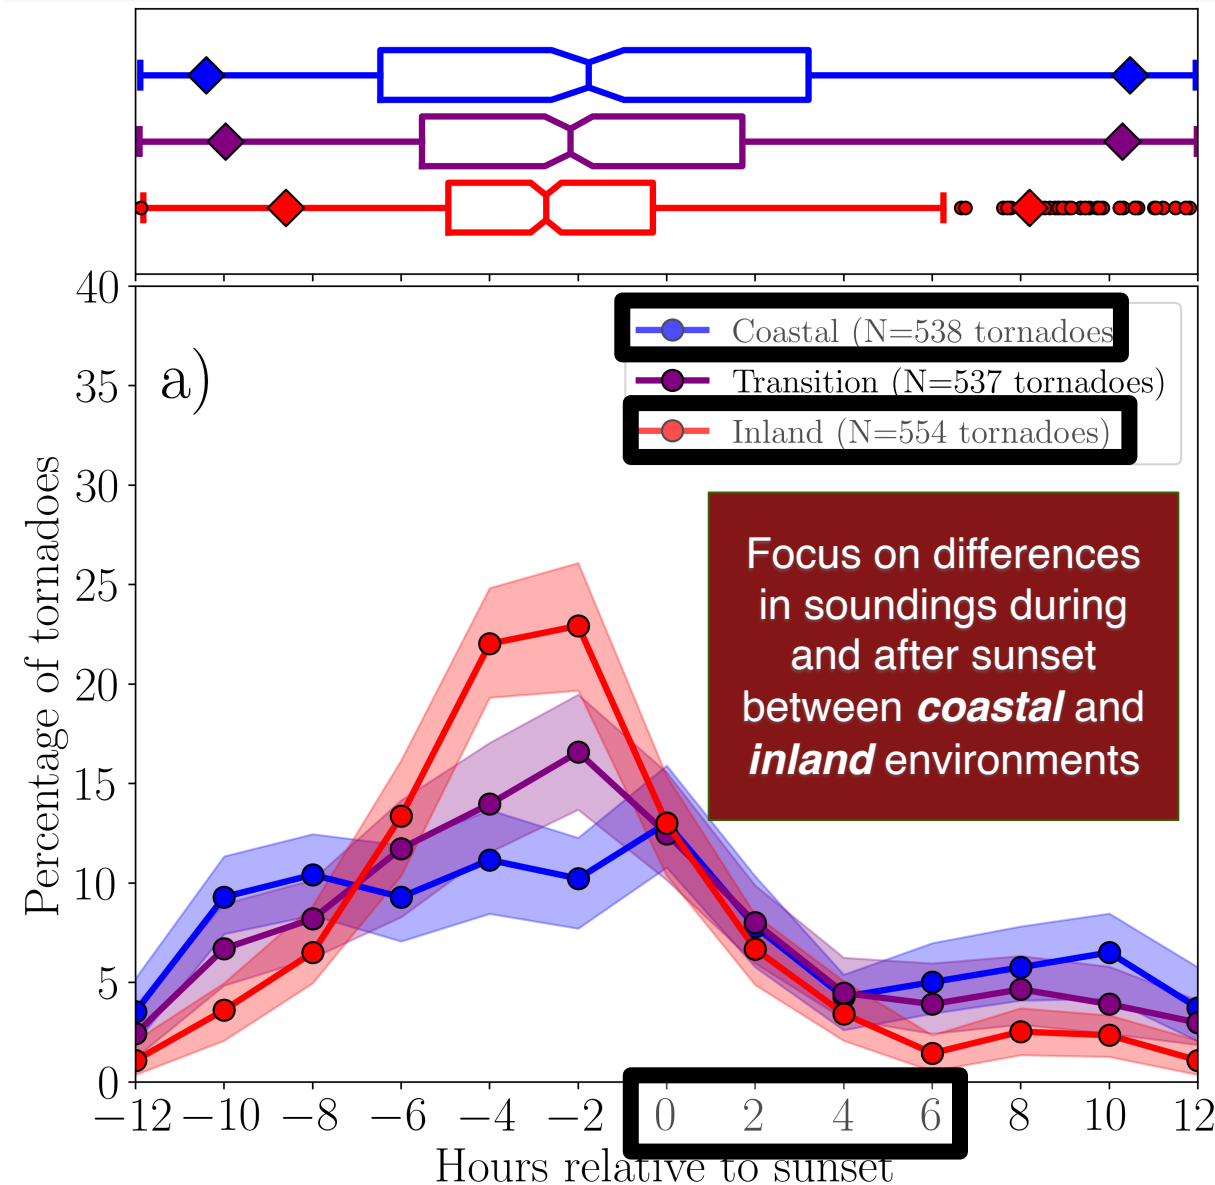 40
a)
35
30
25
20
15
10
5
0
Percentage of tornadoes
Coastal (N=538 tornadoes
Transition (N=537 tornadoes)
Inland (N=554 tornadoes)
Focus on differences
in soundings during
and after sunset
between coastal and
inland environments
−12 −10 −8 −6 −4 −2 0 2 4 6 8 10 12
Hours relative to sunset